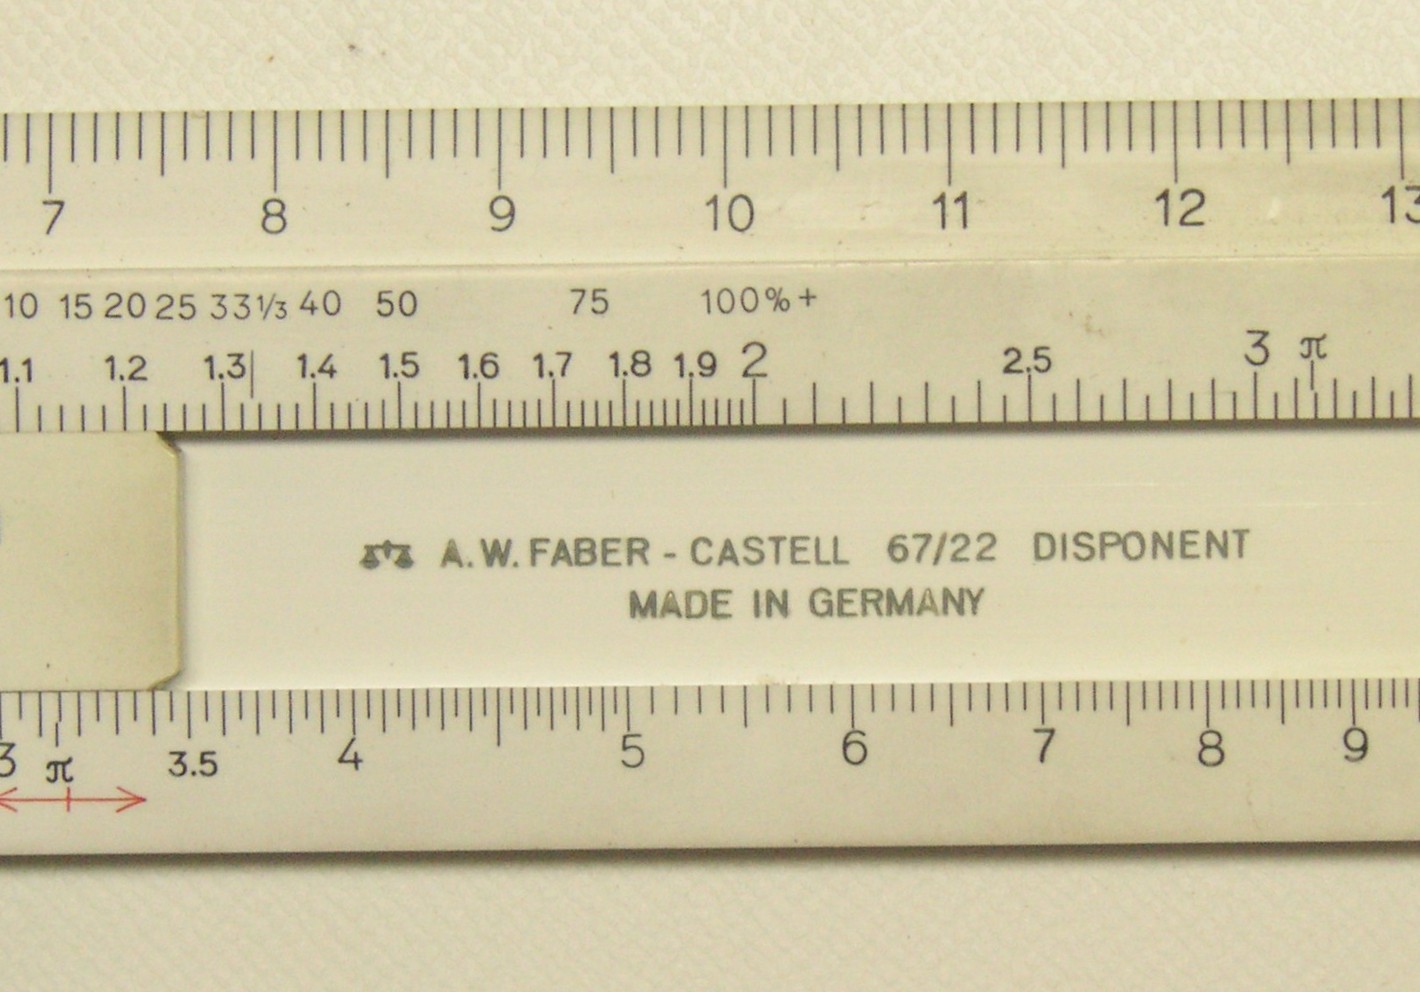 7 8 9 10 11 12 13
10 15 20 25 33⅓ 40 50 75 100% +
1.1 1.2 1.3 1.4 1.5 1.6 1.7 1.8 1.9 2 2.5 3 π
A.W. FABER - CASTELL 67/22 DISPONENT
MADE IN GERMANY
3 π 3.5 4 5 6 7 8 9